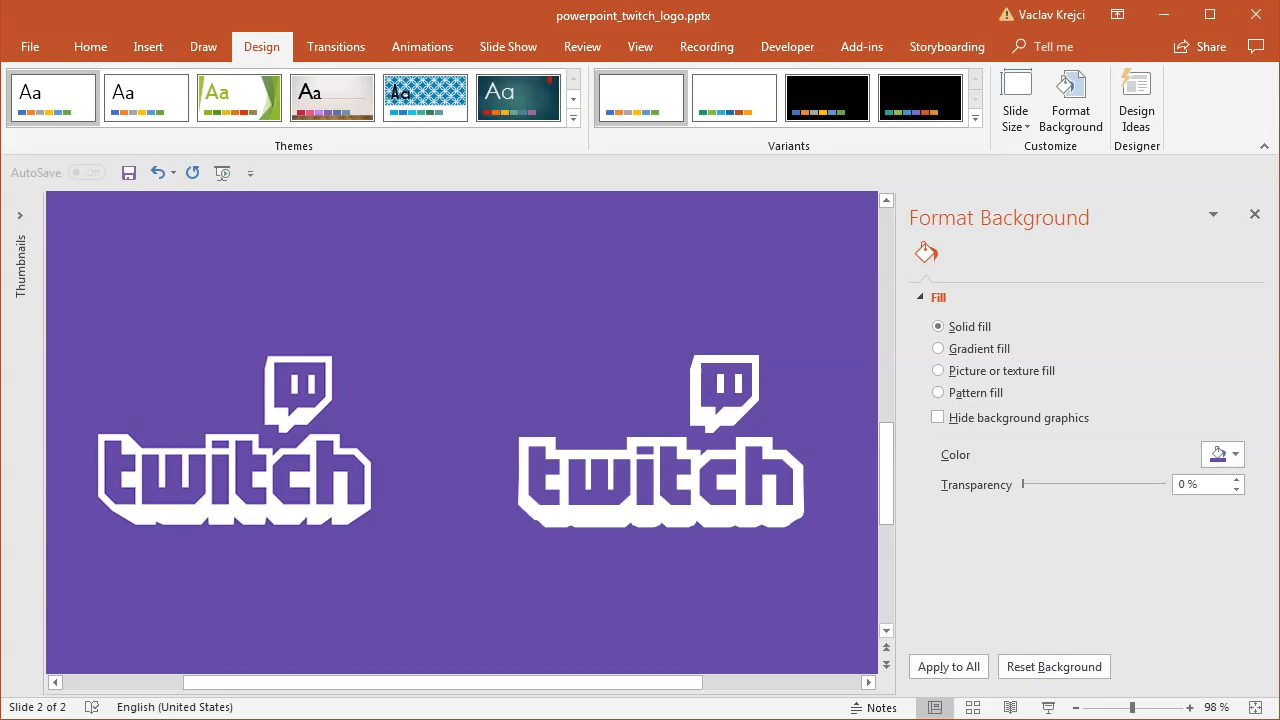 powerpoint_twitch_logo.pptx
Vaclav Krejci
File Home Insert Draw Design Transitions Animations Slide Show Review View Recording Developer Add-ins Storyboarding Tell me Share
Aa Aa Aa Aa Aa Aa
Slide Size
Format Background
Design Ideas
Themes Variants Customize Designer
AutoSave Off
Thumbnails
twitch
twitch
Format Background
Fill
Solid fill
Gradient fill
Picture or texture fill
Pattern fill
Hide background graphics
Color
Transparency 0 %
Apply to All Reset Background
Slide 2 of 2 English (United States) Notes 98 %